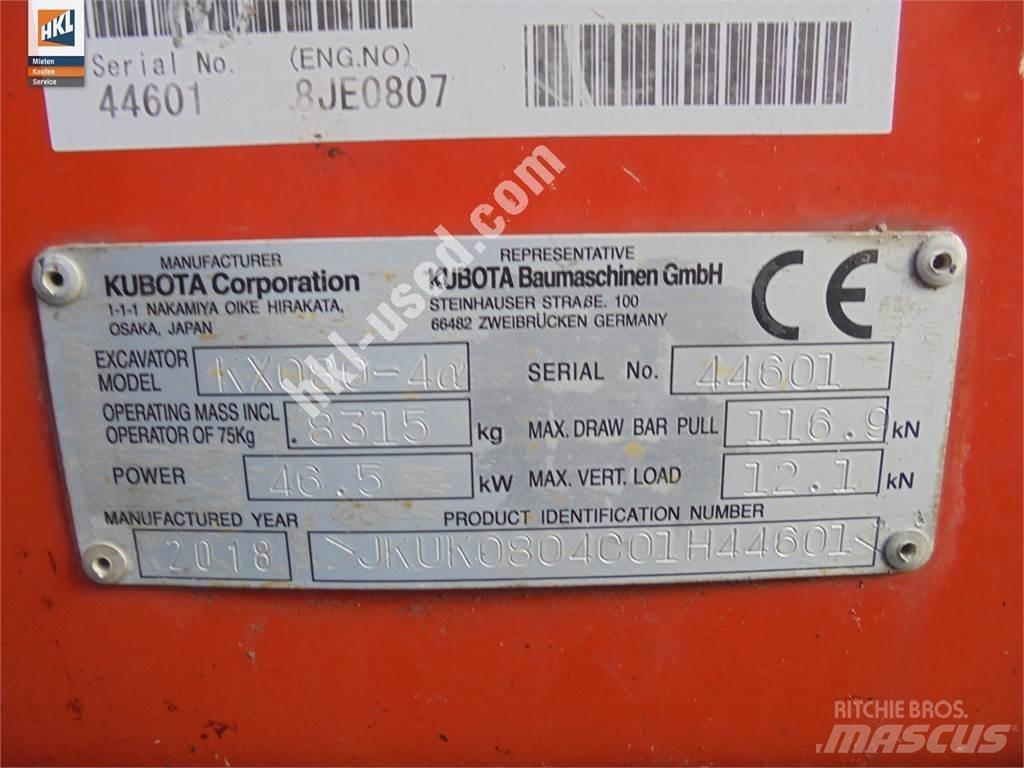 HKL
Mieten
Kaufen
Service
Serial No. (ENG.NO)
44601 8JE0807
MANUFACTURER
KUBOTA Corporation
1-1-1 NAKAMIYA OIKE HIRAKATA,
OSAKA, JAPAN
REPRESENTATIVE
KUBOTA Baumaschinen GmbH
STEINHAUSER STRAßE. 100
66482 ZWEIBRÜCKEN GERMANY
CE
EXCAVATOR
MODEL KX080-4α
SERIAL No. 44601
OPERATING MASS INCL
OPERATOR OF 75Kg .8315 kg
MAX. DRAW BAR PULL 116.9 kN
POWER 46.5 kW
MAX. VERT. LOAD 12.1 kN
MANUFACTURED YEAR
2018
PRODUCT IDENTIFICATION NUMBER
>JKUK0804C01H44601<
hkl-used.com
RITCHIE BROS.
MASCUS